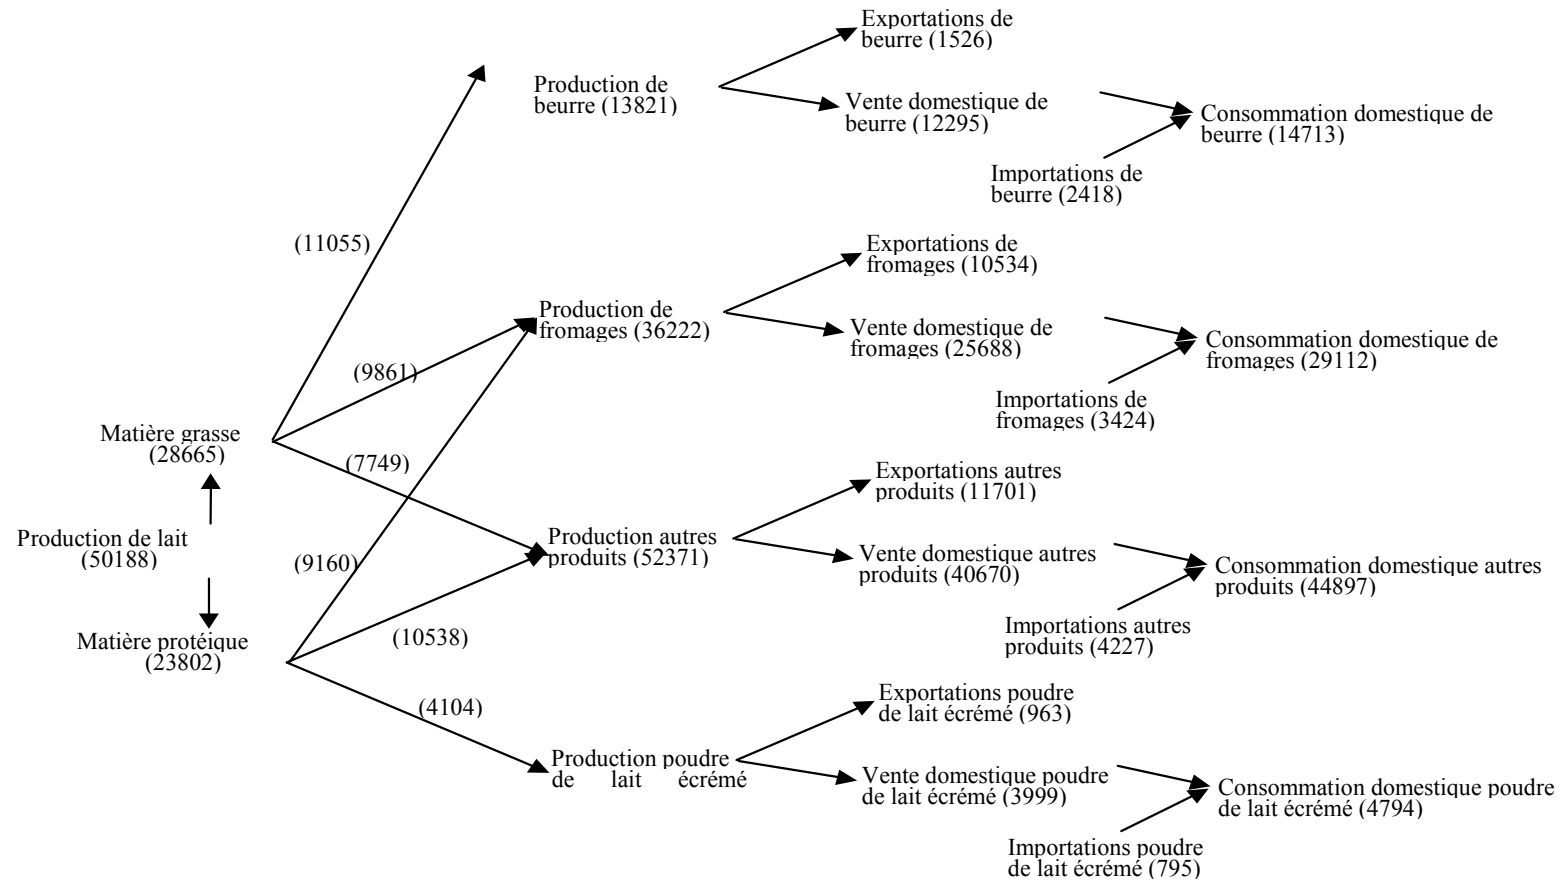 Exportations de
beurre (1526)
Production de
beurre (13821)
Vente domestique de
beurre (12295)
Consommation domestique de
beurre (14713)
Importations de
beurre (2418)
(11055)
Exportations de
fromages (10534)
Production de
fromages (36222)
Vente domestique de
fromages (25688)
Consommation domestique de
fromages (29112)
(9861)
Importations de
fromages (3424)
Matière grasse
(28665)
(7749)
Exportations autres
produits (11701)
Production de lait
(50188)
Production autres
produits (52371)
Vente domestique autres
produits (40670)
Consommation domestique autres
produits (44897)
(9160)
Importations autres
produits (4227)
Matière protéique
(23802)
(10538)
(4104)
Exportations poudre
de lait écrémé (963)
Production poudre
de lait écrémé
Vente domestique poudre
de lait écrémé (3999)
Consommation domestique poudre
de lait écrémé (4794)
Importations poudre
de lait écrémé (795)